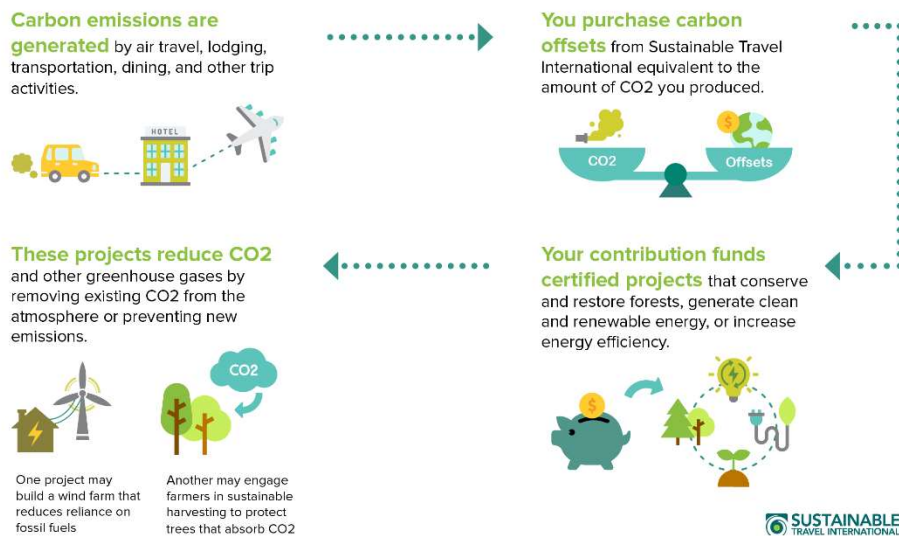 Carbon emissions are
generated by air travel, lodging,
transportation, dining, and other trip
activities.
HOTEL
You purchase carbon
offsets from Sustainable Travel
International equivalent to the
amount of CO2 you produced.
$
CO2
Offsets
Your contribution funds
certified projects that conserve
and restore forests, generate clean
and renewable energy, or increase
energy efficiency.
$
These projects reduce CO2
and other greenhouse gases by
removing existing CO2 from the
atmosphere or preventing new
emissions.
CO2
One project may
build a wind farm that
reduces reliance on
fossil fuels
Another may engage
farmers in sustainable
harvesting to protect
trees that absorb CO2
SUSTAINABLE
TRAVEL INTERNATIONAL